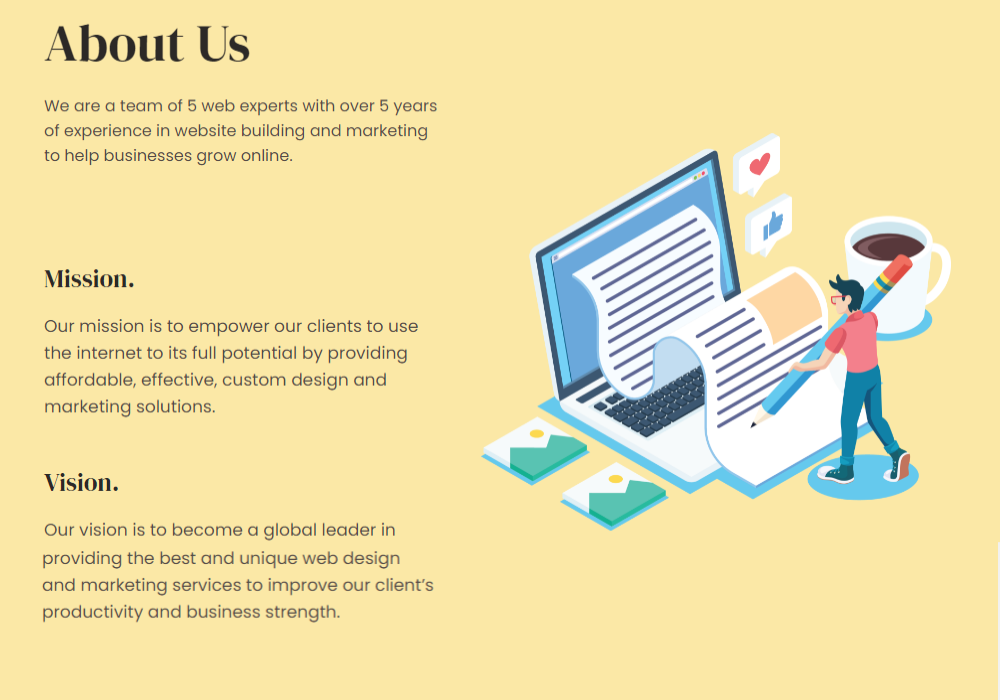 About Us
We are a team of 5 web experts with over 5 years
of experience in website building and marketing
to help businesses grow online.
Mission.
Our mission is to empower our clients to use
the internet to its full potential by providing
affordable, effective, custom design and
marketing solutions.
Vision.
Our vision is to become a global leader in
providing the best and unique web design
and marketing services to improve our client’s
productivity and business strength.